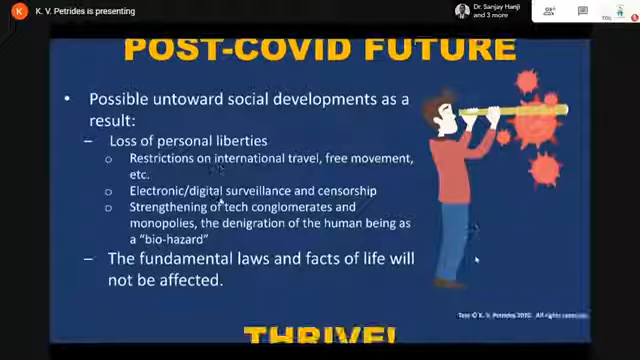 K
K. V. Petrides is presenting
Dr. Sanjay Hanji
and 3 more
POST-COVID FUTURE
• Possible untoward social developments as a
result:
– Loss of personal liberties
o Restrictions on international travel, free movement,
etc.
o Electronic/digital surveillance and censorship
o Strengthening of tech conglomerates and
monopolies, the denigration of the human being as
a “bio-hazard”
– The fundamental laws and facts of life will
not be affected.
Text © K. V. Petrides 2020. All rights reserved.
THRIVE!